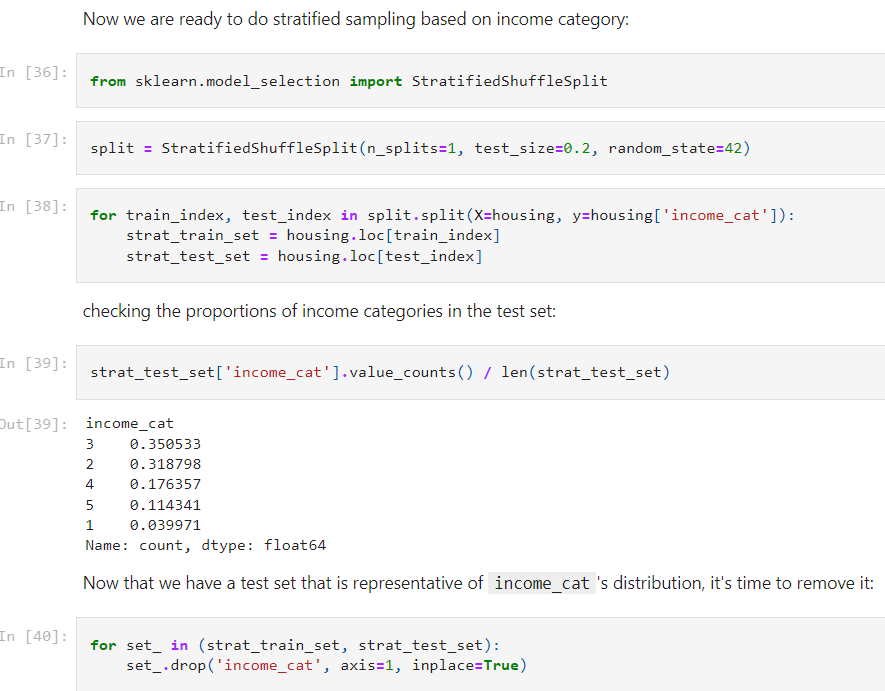 Now we are ready to do stratified sampling based on income category:
In [36]:
from sklearn.model_selection import StratifiedShuffleSplit
In [37]:
split = StratifiedShuffleSplit(n_splits=1, test_size=0.2, random_state=42)
In [38]:
for train_index, test_index in split.split(X=housing, y=housing['income_cat']):
    strat_train_set = housing.loc[train_index]
    strat_test_set = housing.loc[test_index]
checking the proportions of income categories in the test set:
In [39]:
strat_test_set['income_cat'].value_counts() / len(strat_test_set)
Out[39]:
income_cat
3    0.350533
2    0.318798
4    0.176357
5    0.114341
1    0.039971
Name: count, dtype: float64
Now that we have a test set that is representative of income_cat 's distribution, it's time to remove it:
In [40]:
for set_ in (strat_train_set, strat_test_set):
    set_.drop('income_cat', axis=1, inplace=True)